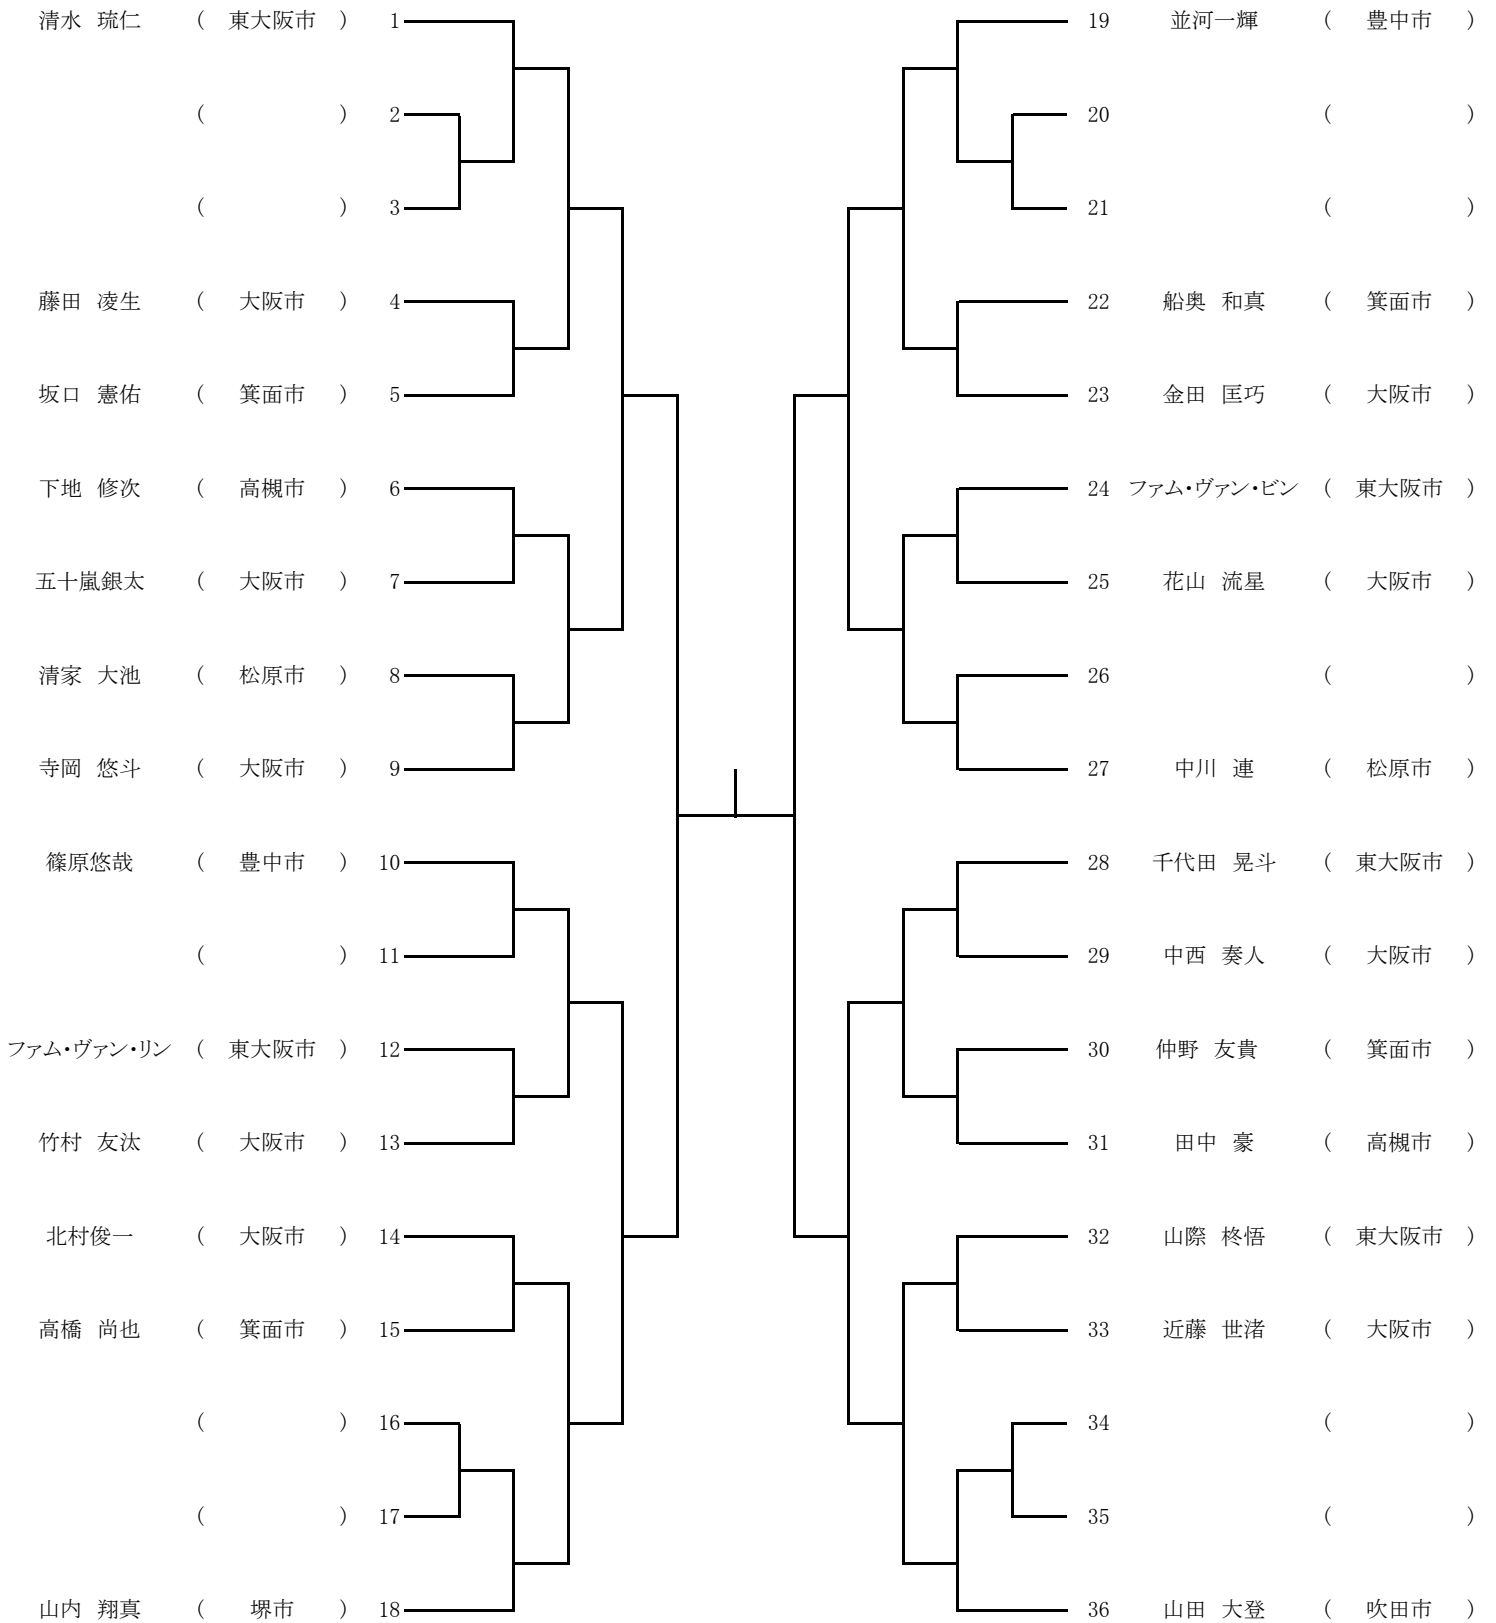 清水 琉仁 ( 東大阪市 ) 1
( ) 2
( ) 3
藤田 凌生 ( 大阪市 ) 4
坂口 憲佑 ( 箕面市 ) 5
下地 修次 ( 高槻市 ) 6
五十嵐銀太 ( 大阪市 ) 7
清家 大池 ( 松原市 ) 8
寺岡 悠斗 ( 大阪市 ) 9
篠原悠哉 ( 豊中市 ) 10
( ) 11
ファム・ヴァン・リン ( 東大阪市 ) 12
竹村 友汰 ( 大阪市 ) 13
北村俊一 ( 大阪市 ) 14
高橋 尚也 ( 箕面市 ) 15
( ) 16
( ) 17
山内 翔真 ( 堺市 ) 18
19 並河一輝 ( 豊中市 )
20 ( )
21 ( )
22 船奥 和真 ( 箕面市 )
23 金田 匡巧 ( 大阪市 )
24 ファム・ヴァン・ビン ( 東大阪市 )
25 花山 流星 ( 大阪市 )
26 ( )
27 中川 連 ( 松原市 )
28 千代田 晃斗 ( 東大阪市 )
29 中西 奏人 ( 大阪市 )
30 仲野 友貴 ( 箕面市 )
31 田中 豪 ( 高槻市 )
32 山際 柊悟 ( 東大阪市 )
33 近藤 世渚 ( 大阪市 )
34 ( )
35 ( )
36 山田 大登 ( 吹田市 )